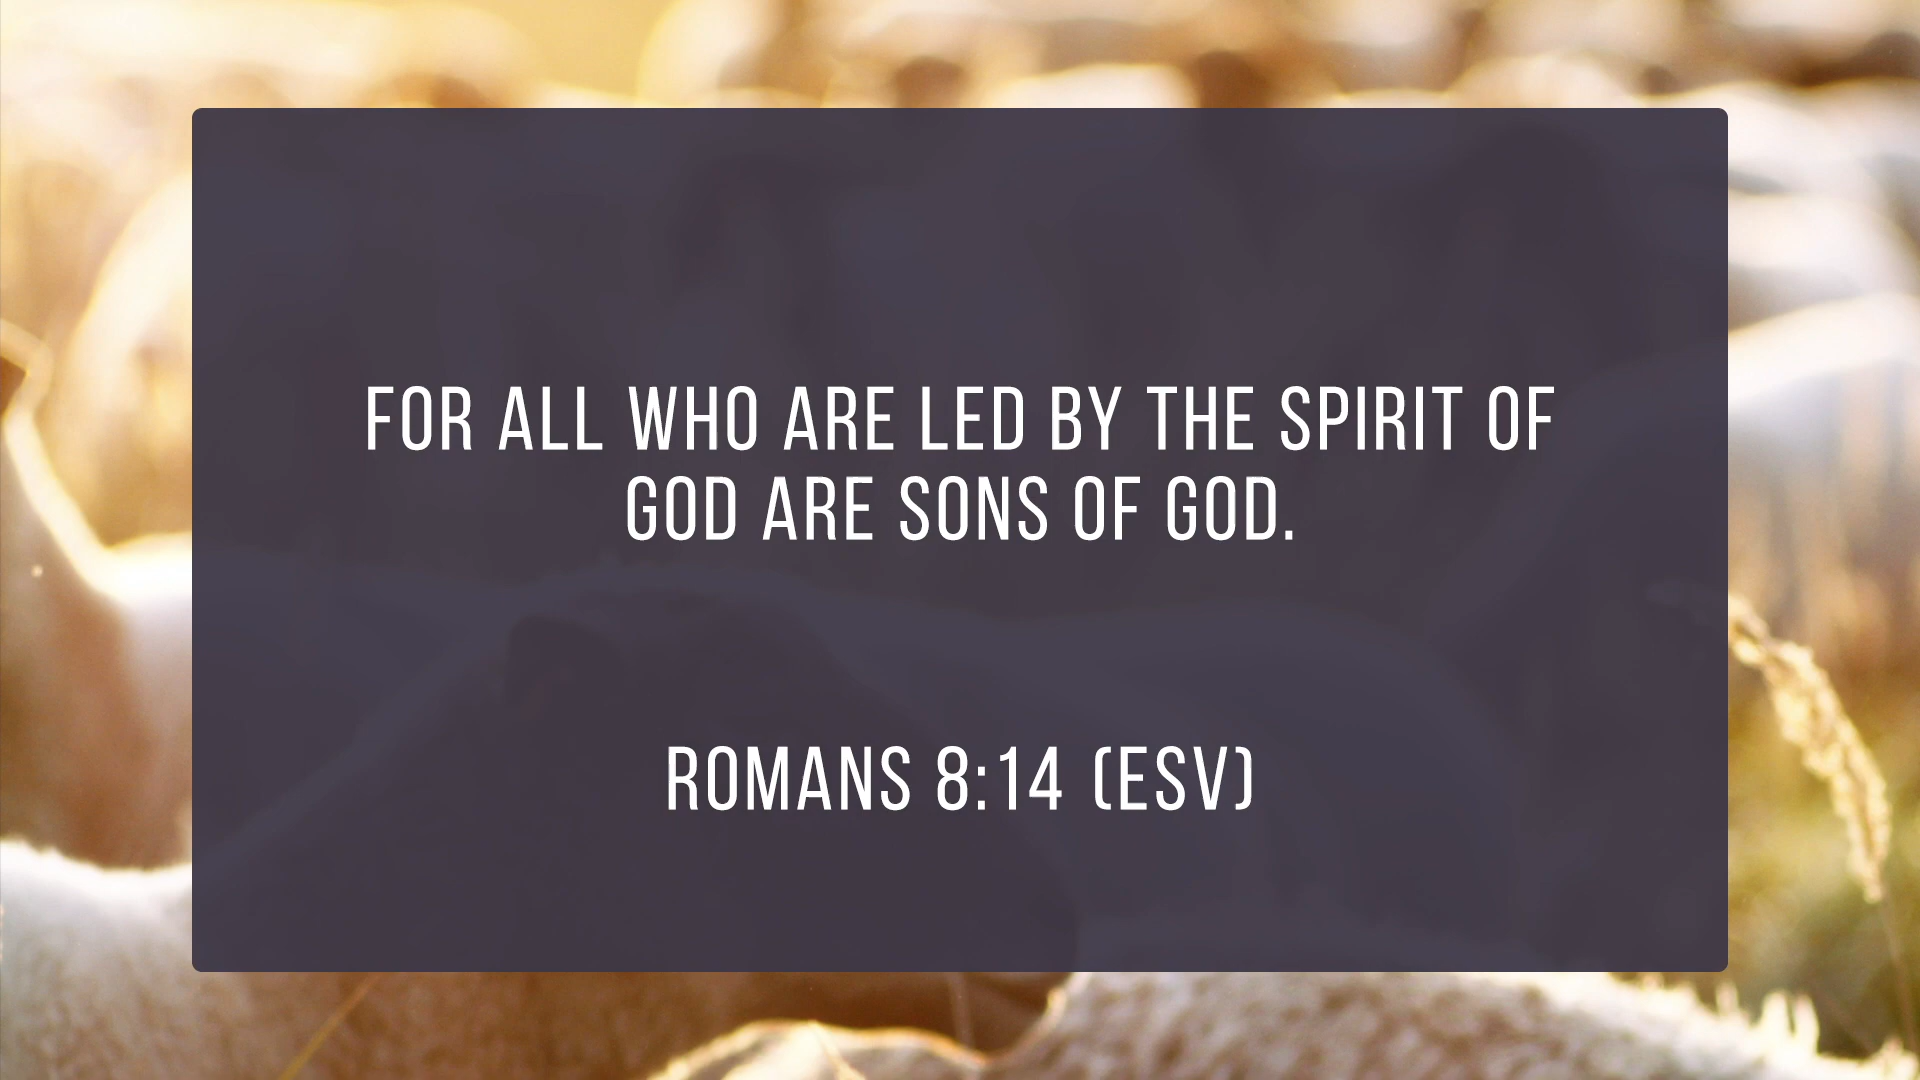 FOR ALL WHO ARE LED BY THE SPIRIT OF
GOD ARE SONS OF GOD.
ROMANS 8:14 (ESV)